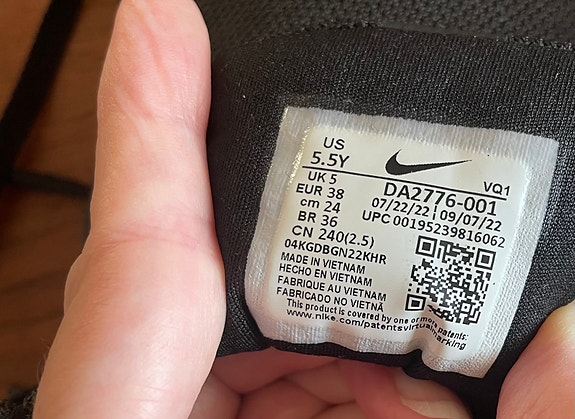 US
5.5Y
UK 5
EUR 38
cm 24
BR 36
CN 240(2.5)
04KGDBGN22KHR
VQ1
DA2776-001
07/22/22 | 09/07/22
UPC 00195239816062
MADE IN VIETNAM
HECHO EN VIETNAM
FABRIQUE AU VIETNAM
FABRICADO NO VIETNÃ
This product is covered by one or more patents:
www.nike.com/patentsvirtualmarking